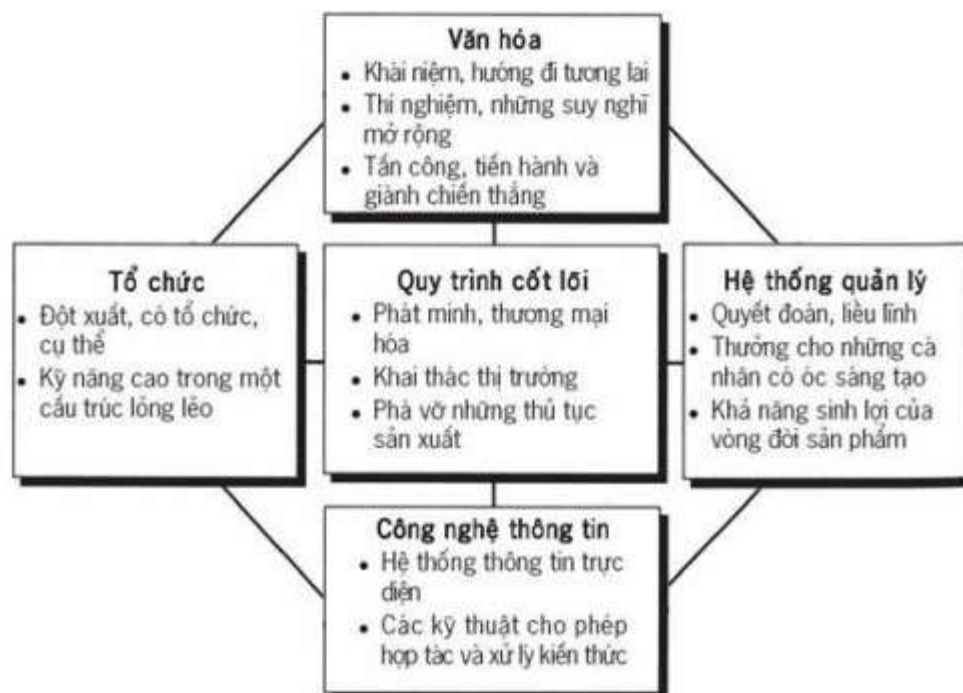 Văn hóa
• Khái niệm, hướng đi tương lai
• Thí nghiệm, những suy nghĩ
mở rộng
• Tấn công, tiến hành và
giành chiến thắng
Tổ chức
• Đột xuất, có tổ chức,
cụ thể
• Kỹ năng cao trong một
cấu trúc lỏng lẻo
Quy trình cốt lõi
• Phát minh, thương mại
hóa
• Khai thác thị trường
• Phá vỡ những thủ tục
sản xuất
Hệ thống quản lý
• Quyết đoán, liều lĩnh
• Thưởng cho những cá
nhân có óc sáng tạo
• Khả năng sinh lợi của
vòng đời sản phẩm
Công nghệ thông tin
• Hệ thống thông tin trực
diện
• Các kỹ thuật cho phép
hợp tác và xử lý kiến thức